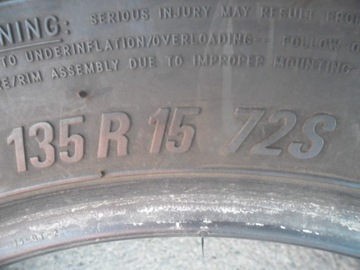 NING: SERIOUS INJURY MAY RESULT FRO
TO UNDERINFLATION/OVERLOADING- FOLLOW O
RE/RIM ASSEMBLY DUE TO IMPROPER MOUNTING-
135 R 15 72S